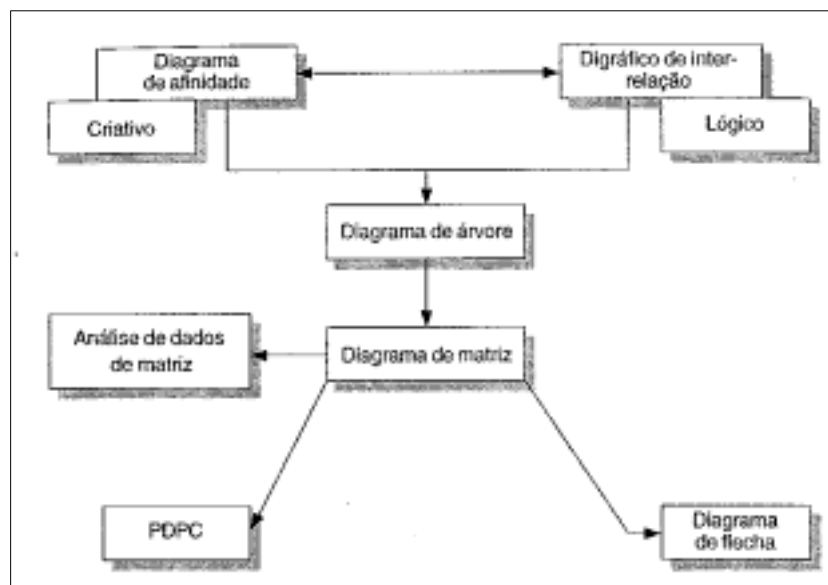 Diagrama
de afinidade
Criativo
Digráfico de inter-
relação
Lógico
Diagrama de árvore
Análise de dados
de matriz
Diagrama de matriz
PDPC
Diagrama
de flecha